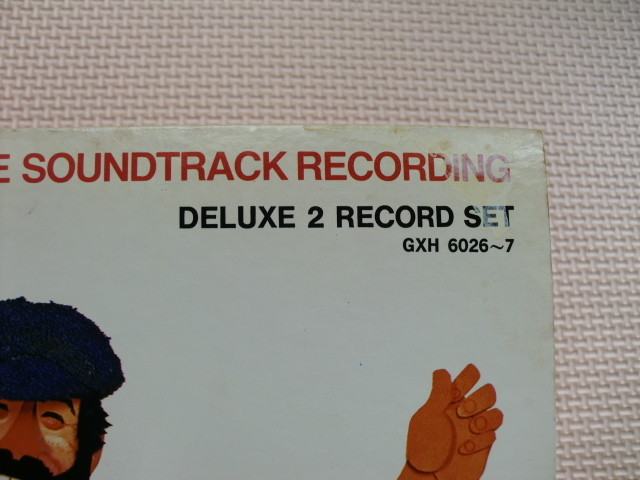 E SOUNDTRACK RECORDING
DELUXE 2 RECORD SET
GXH 6026~7